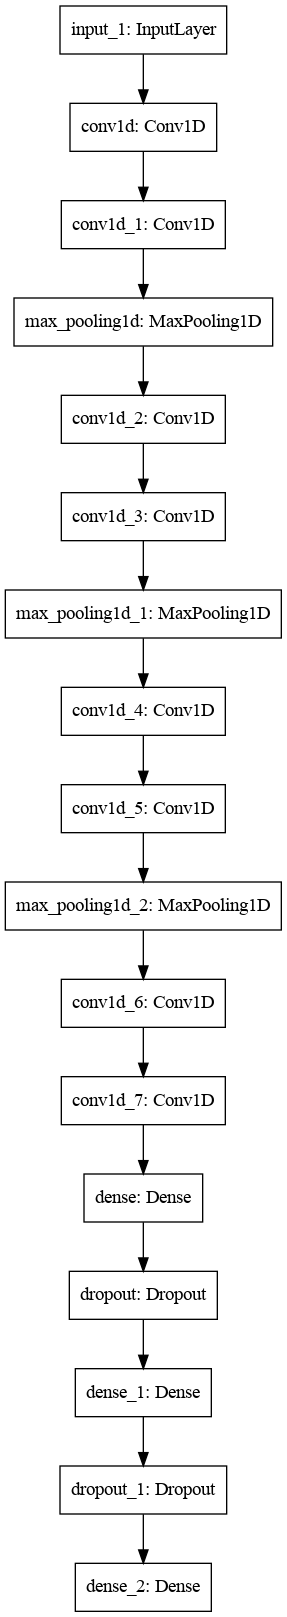 input_1: InputLayer
conv1d: Conv1D
conv1d_1: Conv1D
max_pooling1d: MaxPooling1D
conv1d_2: Conv1D
conv1d_3: Conv1D
max_pooling1d_1: MaxPooling1D
conv1d_4: Conv1D
conv1d_5: Conv1D
max_pooling1d_2: MaxPooling1D
conv1d_6: Conv1D
conv1d_7: Conv1D
dense: Dense
dropout: Dropout
dense_1: Dense
dropout_1: Dropout
dense_2: Dense